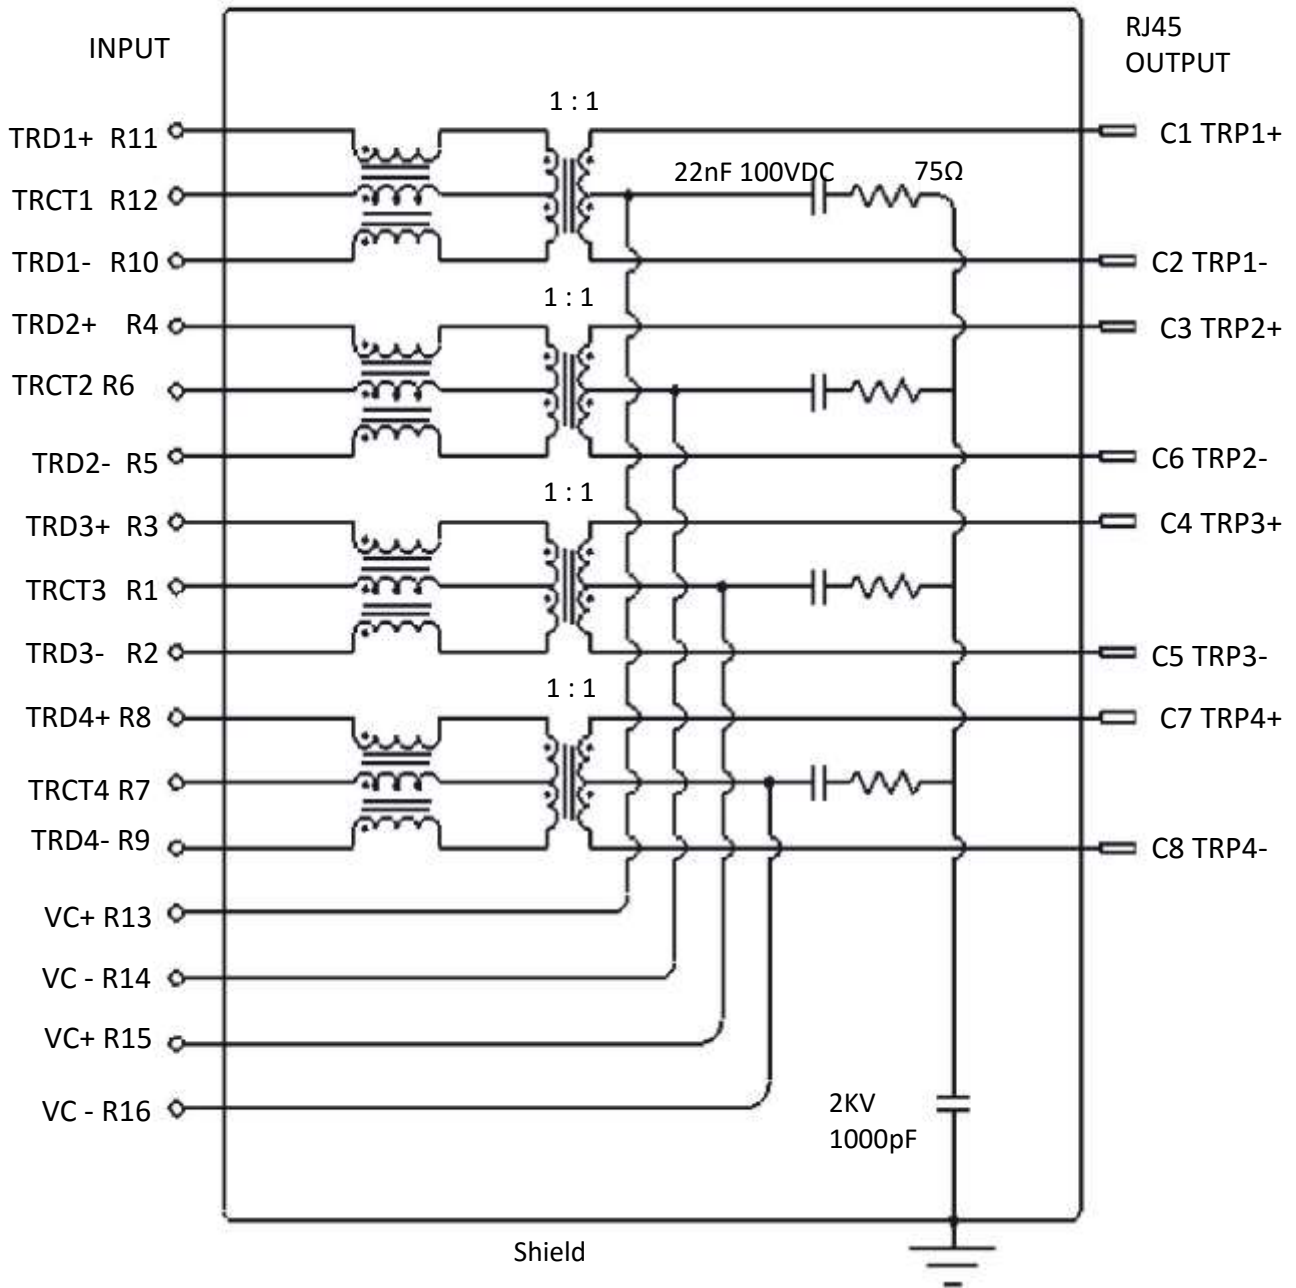 INPUT
RJ45
OUTPUT
1 : 1
TRD1+ R11
C1 TRP1+
22nF 100VDC
75Ω
TRCT1 R12
TRD1- R10
C2 TRP1-
1 : 1
TRD2+ R4
C3 TRP2+
TRCT2 R6
TRD2- R5
C6 TRP2-
1 : 1
TRD3+ R3
C4 TRP3+
TRCT3 R1
TRD3- R2
C5 TRP3-
1 : 1
TRD4+ R8
C7 TRP4+
TRCT4 R7
TRD4- R9
C8 TRP4-
VC+ R13
VC - R14
VC+ R15
VC - R16
2KV
1000pF
Shield